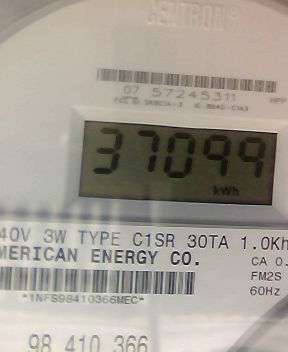 CENTRON®
07 57245311
HPP
37099
kWh
40V 3W TYPE C1SR 30TA 1.0Kh
MERICAN ENERGY CO.
CA 0.
FM2S
60Hz
*1NFS98410366MEC*
98 410 366